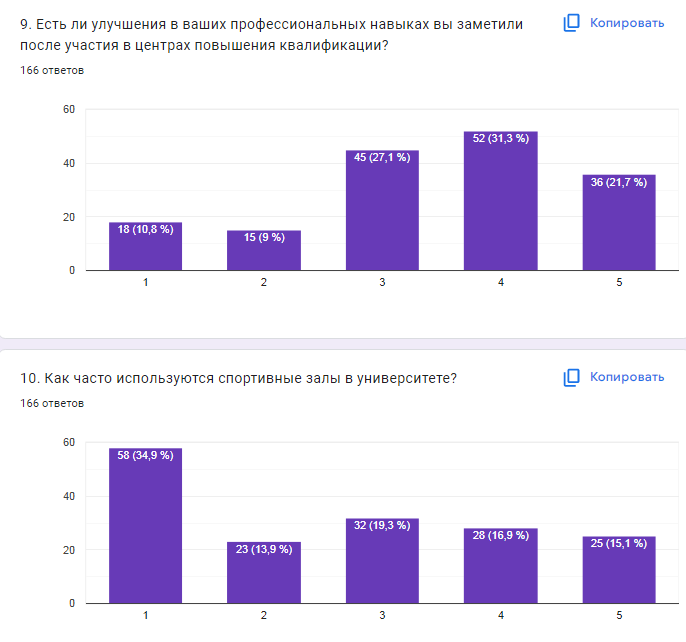 9. Есть ли улучшения в ваших профессиональных навыках вы заметили
после участия в центрах повышения квалификации?
Копировать
166 ответов
60
40
20
0
18 (10,8 %)
15 (9 %)
45 (27,1 %)
52 (31,3 %)
36 (21,7 %)
1 2 3 4 5
10. Как часто используются спортивные залы в университете?
Копировать
166 ответов
60
40
20
0
58 (34,9 %)
23 (13,9 %)
32 (19,3 %)
28 (16,9 %)
25 (15,1 %)
1 2 3 4 5